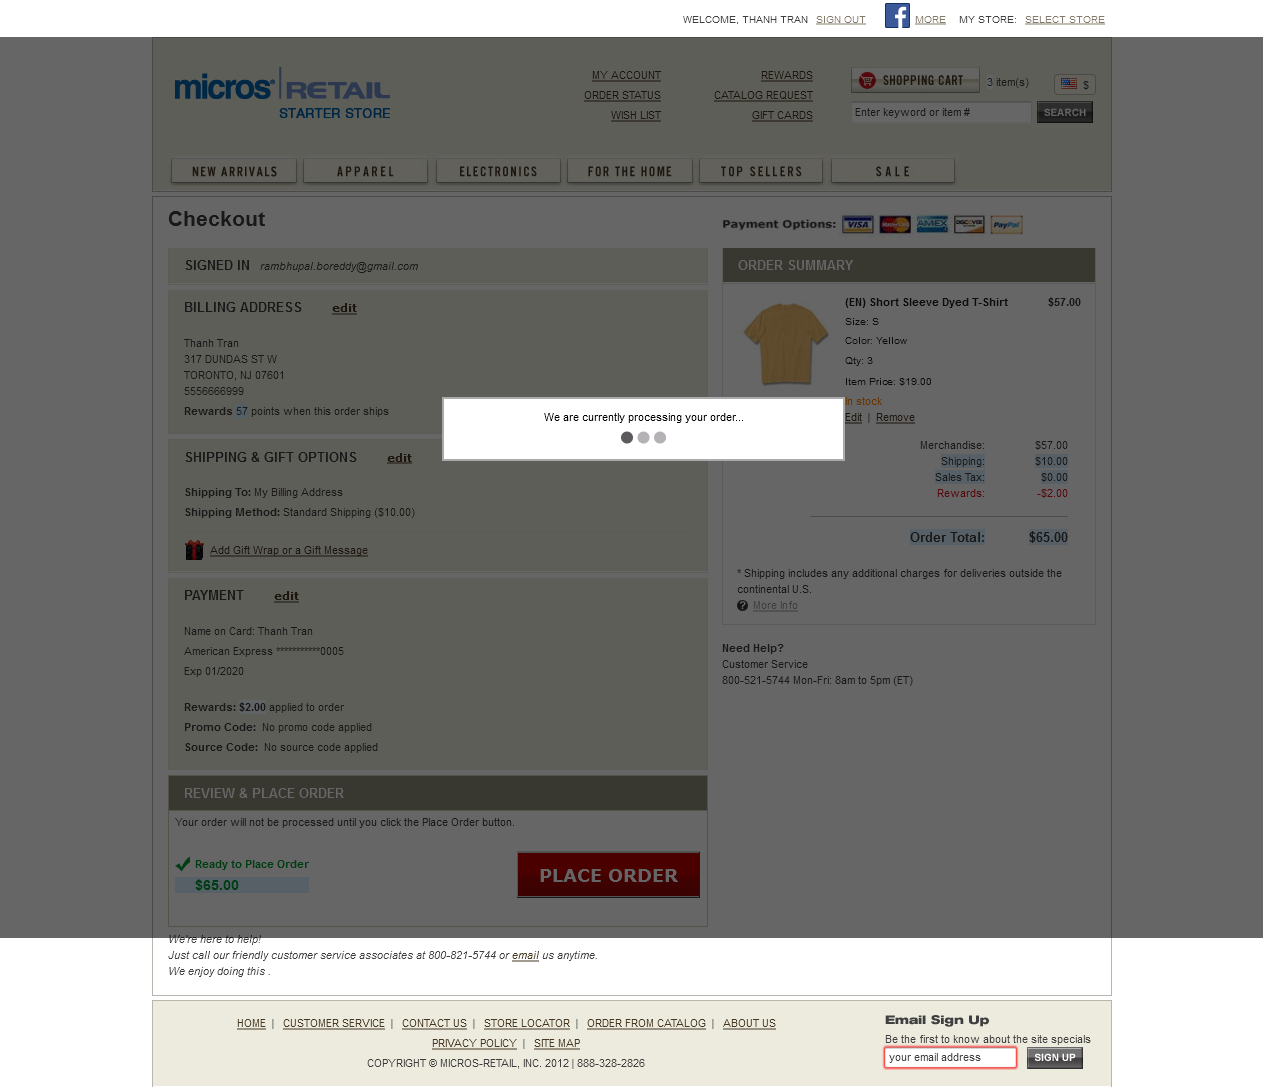 WELCOME, THANH TRAN SIGN OUT MORE MY STORE: SELECT STORE
micros RETAIL
STARTER STORE
MY ACCOUNT REWARDS
ORDER STATUS CATALOG REQUEST
WISH LIST GIFT CARDS
SHOPPING CART 3 item(s) $
Enter keyword or item # SEARCH
NEW ARRIVALS APPAREL ELECTRONICS FOR THE HOME TOP SELLERS SALE
Checkout
Payment Options: VISA MasterCard AMEX DISCOVER PayPal
SIGNED IN rambhupal.boreddy@gmail.com
BILLING ADDRESS edit
Thanh Tran
317 DUNDAS ST W
TORONTO, NJ 07601
5556666999
Rewards 57 points when this order ships
SHIPPING & GIFT OPTIONS edit
Shipping To: My Billing Address
Shipping Method: Standard Shipping ($10.00)
Add Gift Wrap or a Gift Message
PAYMENT edit
Name on Card: Thanh Tran
American Express ***********0005
Exp 01/2020
Rewards: $2.00 applied to order
Promo Code: No promo code applied
Source Code: No source code applied
REVIEW & PLACE ORDER
Your order will not be processed until you click the Place Order button.
Ready to Place Order
$65.00
PLACE ORDER
We are currently processing your order...
ORDER SUMMARY
(EN) Short Sleeve Dyed T-Shirt $57.00
Size: S
Color: Yellow
Qty: 3
Item Price: $19.00
In stock
Edit | Remove
Merchandise: $57.00
Shipping: $10.00
Sales Tax: $0.00
Rewards: -$2.00
Order Total: $65.00
* Shipping includes any additional charges for deliveries outside the
continental U.S.
? More Info
Need Help?
Customer Service
800-521-5744 Mon-Fri: 8am to 5pm (ET)
We're here to help!
Just call our friendly customer service associates at 800-821-5744 or email us anytime.
We enjoy doing this .
HOME | CUSTOMER SERVICE | CONTACT US | STORE LOCATOR | ORDER FROM CATALOG | ABOUT US
PRIVACY POLICY | SITE MAP
COPYRIGHT © MICROS-RETAIL, INC. 2012 | 888-328-2826
Email Sign Up
Be the first to know about the site specials
your email address SIGN UP